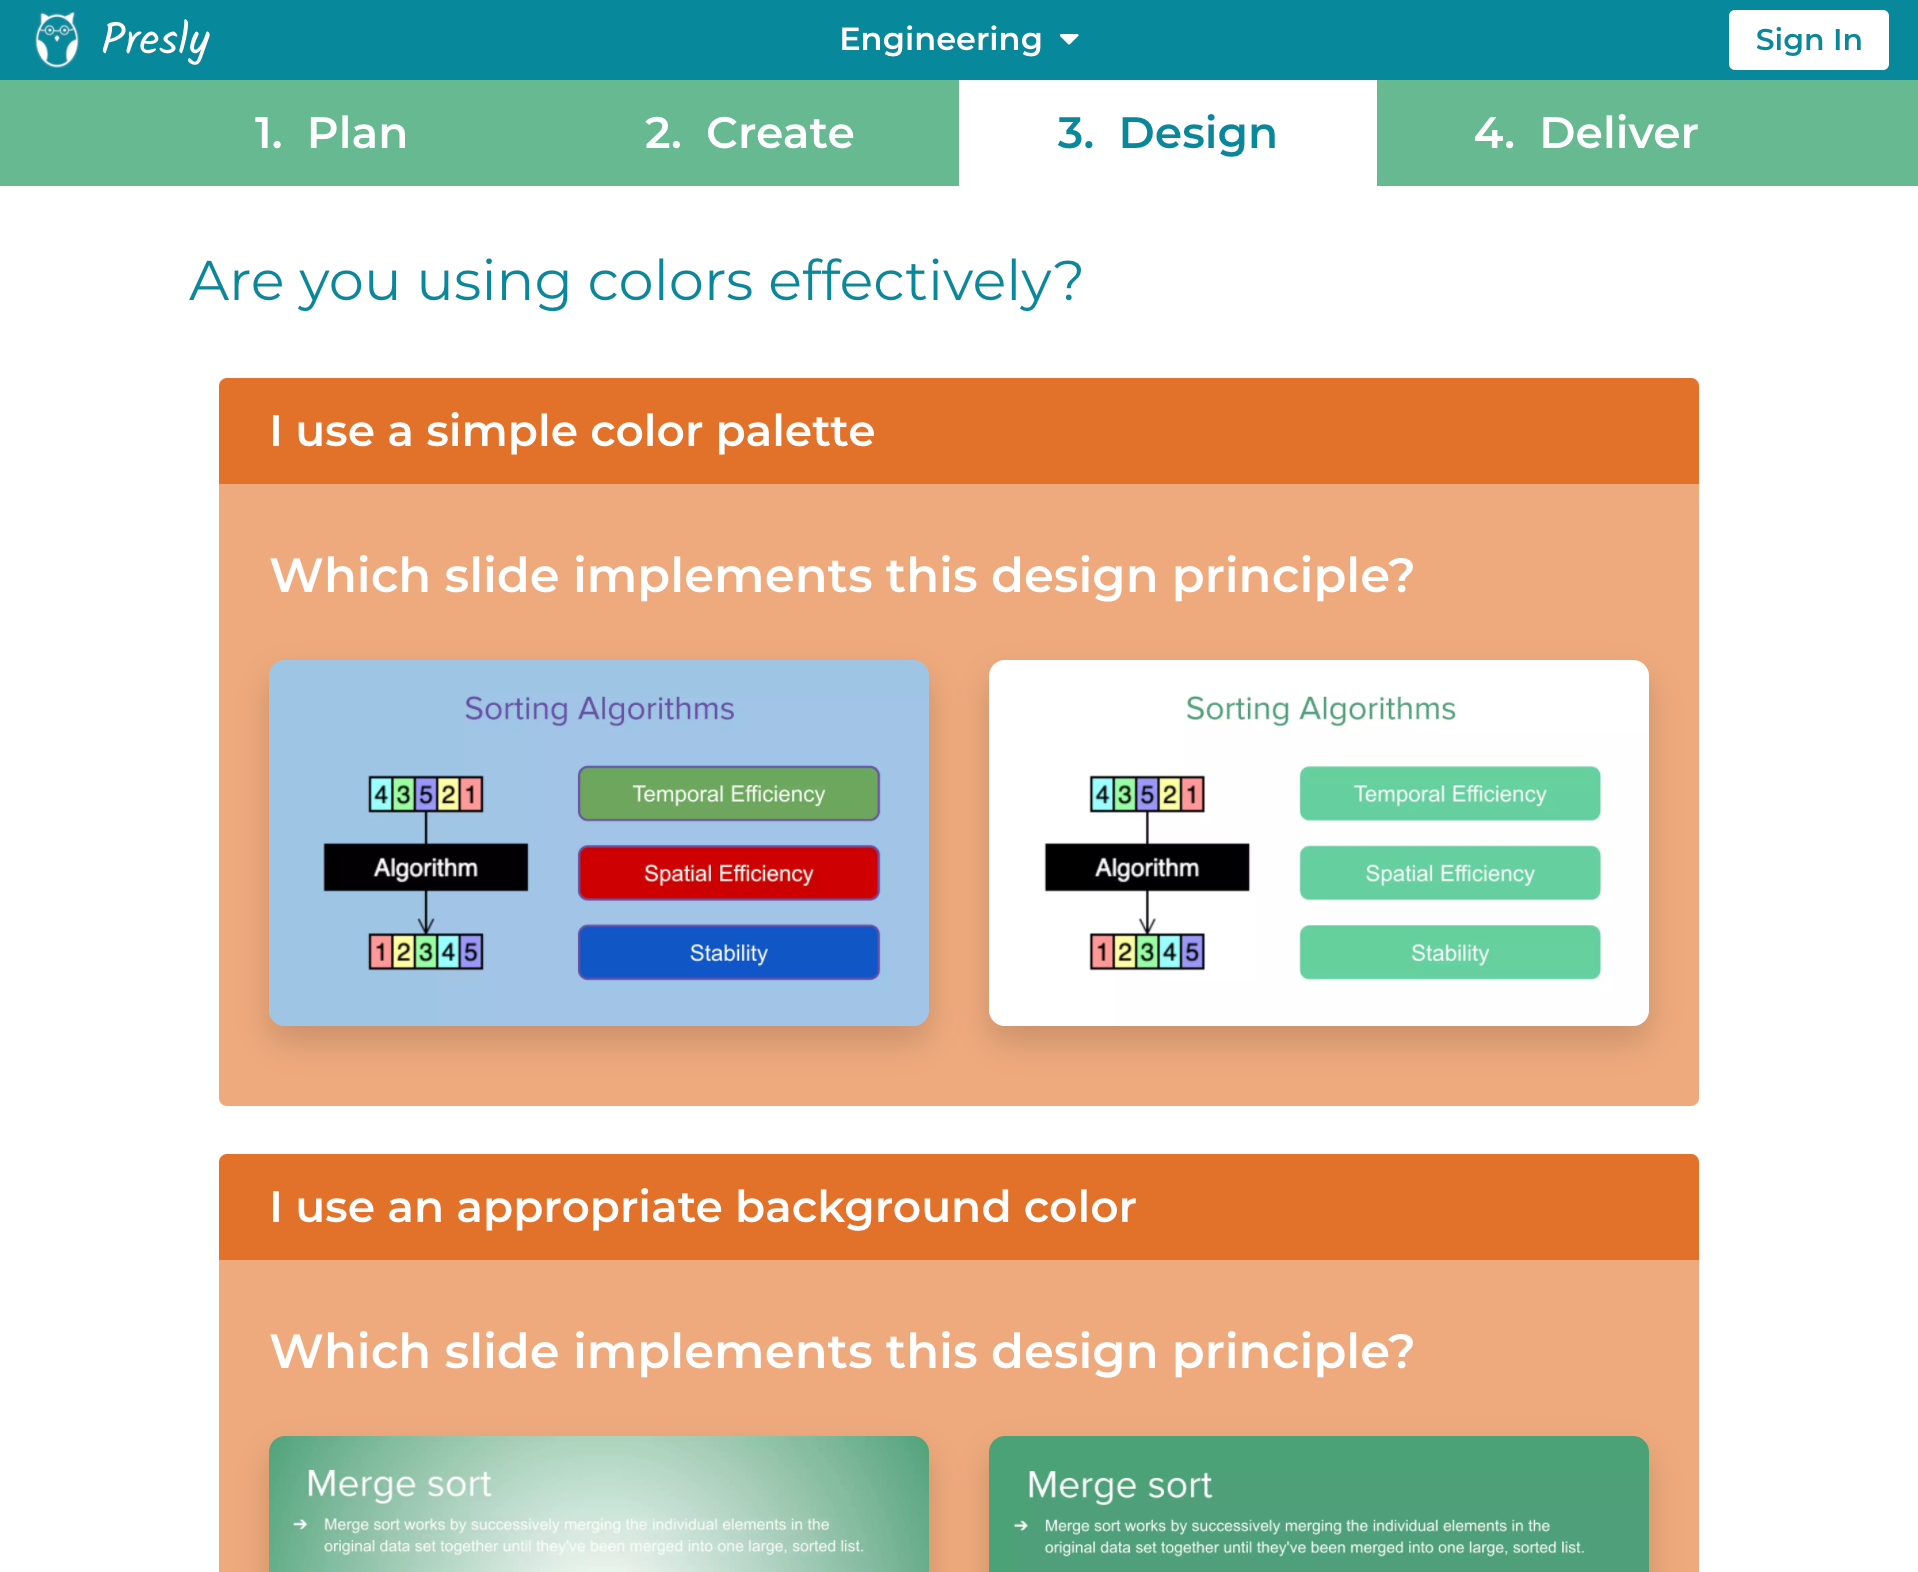 Presly
Engineering
Sign In
1. Plan
2. Create
3. Design
4. Deliver
Are you using colors effectively?
I use a simple color palette
Which slide implements this design principle?
Sorting Algorithms
4 3 5 2 1
Algorithm
1 2 3 4 5
Temporal Efficiency
Spatial Efficiency
Stability
Sorting Algorithms
4 3 5 2 1
Algorithm
1 2 3 4 5
Temporal Efficiency
Spatial Efficiency
Stability
I use an appropriate background color
Which slide implements this design principle?
Merge sort
➔ Merge sort works by successively merging the individual elements in the
original data set together until they've been merged into one large, sorted list.
Merge sort
➔ Merge sort works by successively merging the individual elements in the
original data set together until they've been merged into one large, sorted list.